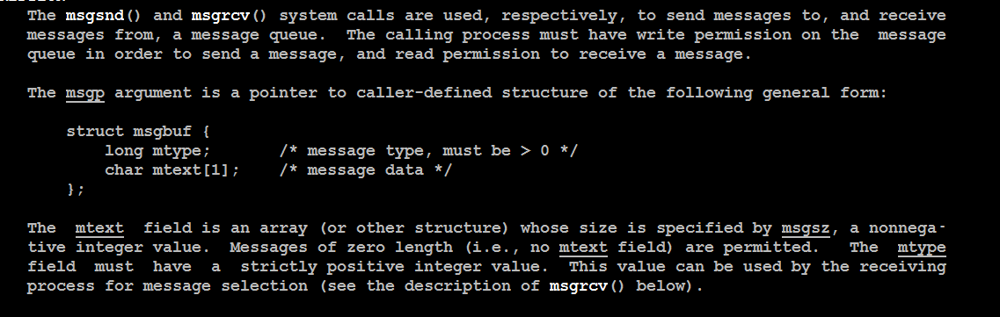 The msgsnd() and msgrcv() system calls are used, respectively, to send messages to, and receive
messages from, a message queue.  The calling process must have write permission on the  message
queue in order to send a message, and read permission to receive a message.

The msgp argument is a pointer to caller-defined structure of the following general form:

    struct msgbuf {
        long mtype;       /* message type, must be > 0 */
        char mtext[1];    /* message data */
    };

The  mtext  field is an array (or other structure) whose size is specified by msgsz, a nonnega-
tive integer value.  Messages of zero length (i.e., no mtext field) are permitted.   The  mtype
field  must  have  a  strictly positive integer value.  This value can be used by the receiving
process for message selection (see the description of msgrcv() below).